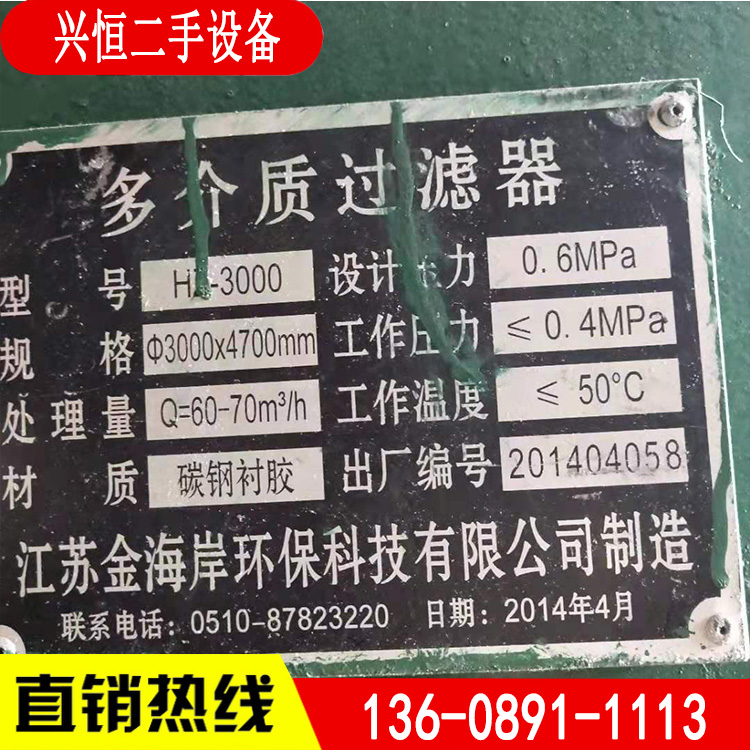 兴恒二手设备
多介质过滤器
型号 H -3000 设计 力 0.6MPa
规格 Φ3000x4700mm 工作压力 ≤ 0.4MPa
处理量 Q=60-70m³/h 工作温度 ≤ 50℃
材质 碳钢衬胶 出厂编号 201404058
江苏金海岸环保科技有限公司制造
联系电话：0510-87823220 日期：2014年4月
直销热线 136-0891-1113